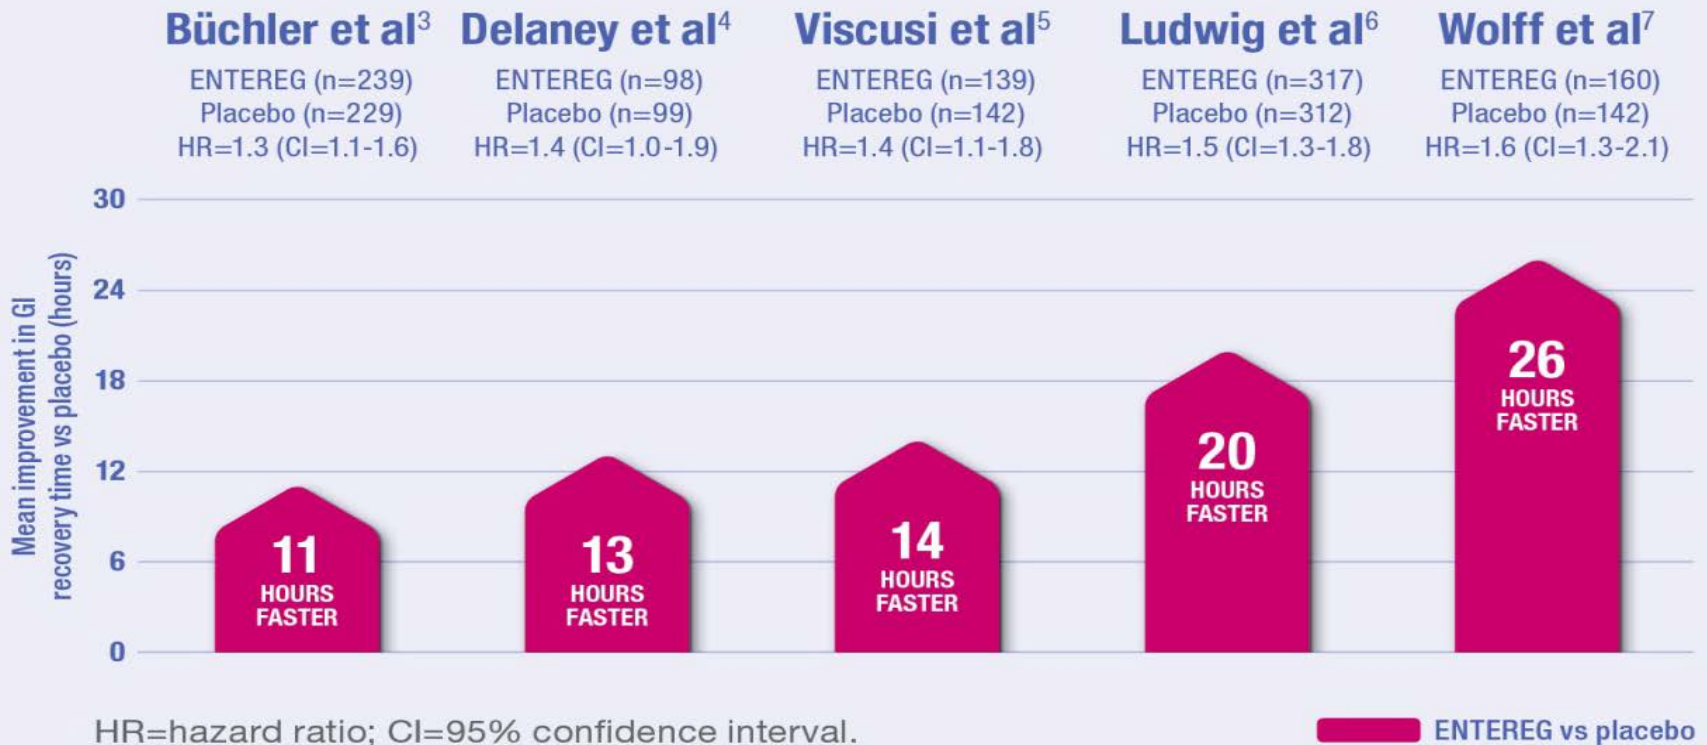 Büchler et al³
ENTEREG (n=239)
Placebo (n=229)
HR=1.3 (CI=1.1-1.6)
Delaney et al⁴
ENTEREG (n=98)
Placebo (n=99)
HR=1.4 (CI=1.0-1.9)
Viscusi et al⁵
ENTEREG (n=139)
Placebo (n=142)
HR=1.4 (CI=1.1-1.8)
Ludwig et al⁶
ENTEREG (n=317)
Placebo (n=312)
HR=1.5 (CI=1.3-1.8)
Wolff et al⁷
ENTEREG (n=160)
Placebo (n=142)
HR=1.6 (CI=1.3-2.1)
Mean improvement in GI
recovery time vs placebo (hours)
30
24
18
12
6
0
11
HOURS
FASTER
13
HOURS
FASTER
14
HOURS
FASTER
20
HOURS
FASTER
26
HOURS
FASTER
HR=hazard ratio; CI=95% confidence interval.
ENTEREG vs placebo